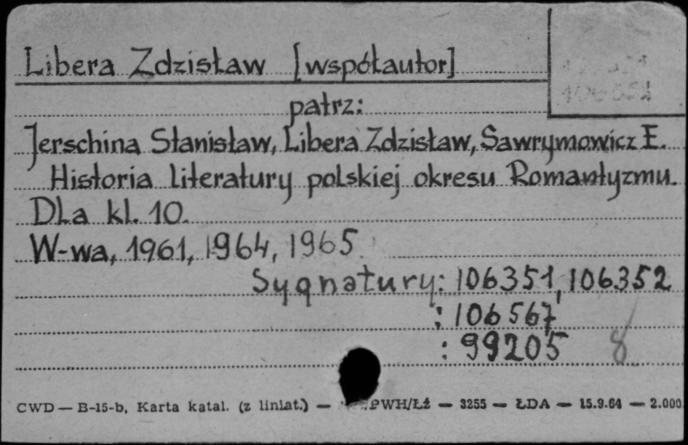 Libera Zdzisław [współautor]
patrz:
Jerschina Stanisław, Libera Zdzisław, Sawrymowicz E.
Historia literatury polskiej okresu Romantyzmu.
Dla kl. 10.
W-wa, 1961, 1964, 1965
Sygnatury: 106351, 106352
; 106567
: 99205 8
CWD — B-15-b, Karta katal. (z liniat.) — PWH/Łź — 3255 — ŁDA — 15.9.64 — 2.000